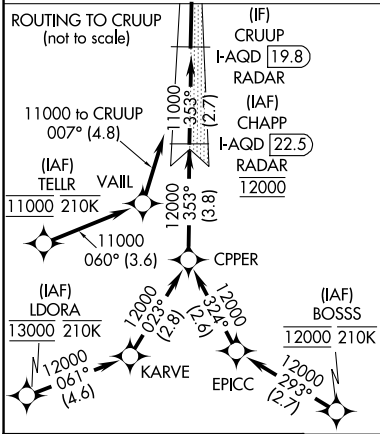 ROUTING TO CRUUP
(not to scale)
(IF)
CRUUP
I-AQD 19.8
RADAR
(IAF)
CHAPP
I-AQD 22.5
RADAR
12000
11000
353°
(2.7)
11000 to CRUUP
007° (4.8)
(IAF)
TELLR
11000 210K
VAIIL
11000
060° (3.6)
12000
353°
(3.8)
CPPER
(IAF)
LDORA
13000 210K
12000
061°
(4.6)
12000
023°
(2.8)
KARVE
12000
324°
(2.6)
EPICC
(IAF)
BOSSS
12000 210K
12000
293°
(2.7)